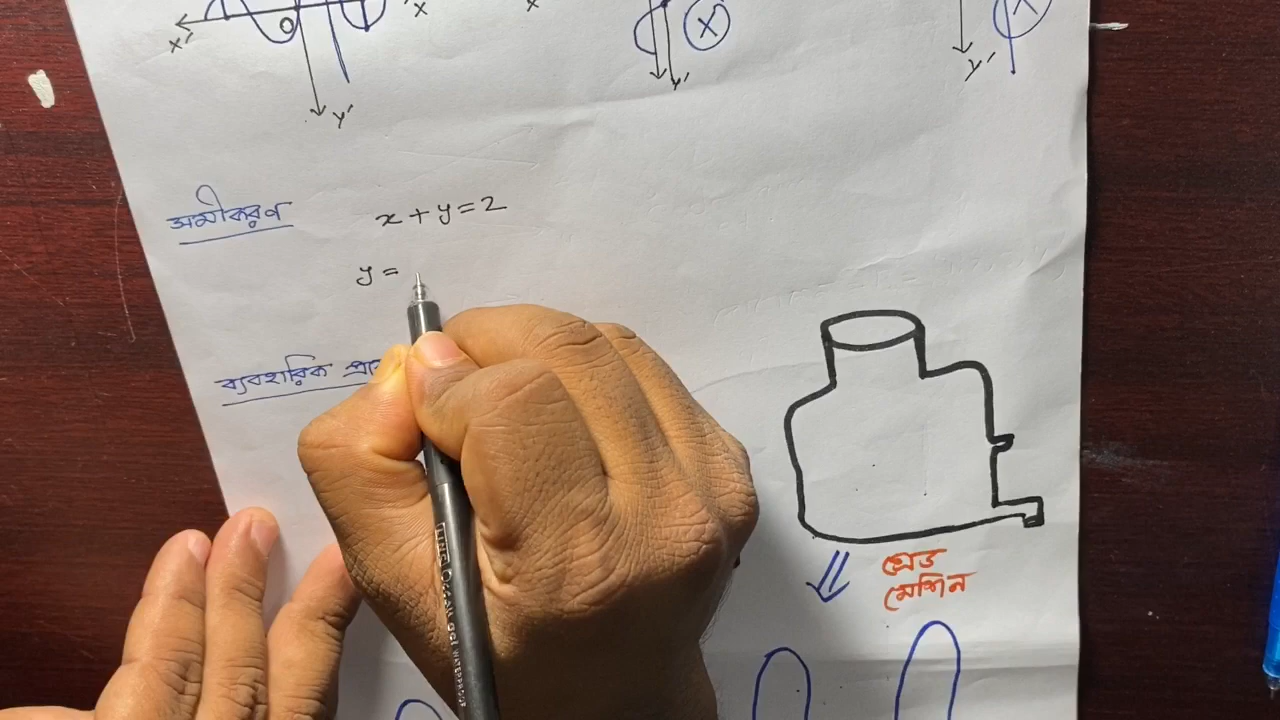 x' O x x
y' y' y'
X X
সমীকরণ x + y = 2
y =
ব্যবহারিক
গ্রেড
মেশিন